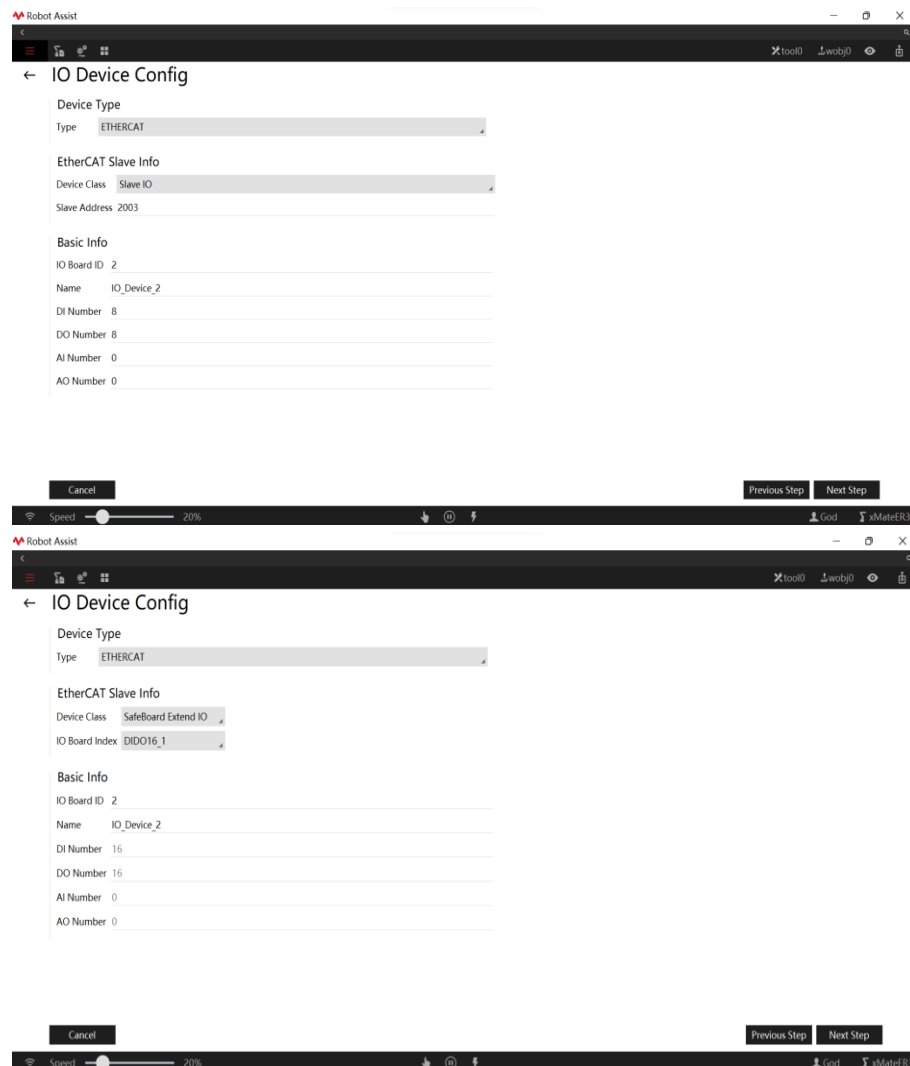 Robot Assist
tool0 wobj0
IO Device Config
Device Type
Type ETHERCAT
EtherCAT Slave Info
Device Class Slave IO
Slave Address 2003
Basic Info
IO Board ID 2
Name IO_Device_2
DI Number 8
DO Number 8
AI Number 0
AO Number 0
Cancel Previous Step Next Step
Speed 20% God xMateER3
Robot Assist
tool0 wobj0
IO Device Config
Device Type
Type ETHERCAT
EtherCAT Slave Info
Device Class SafeBoard Extend IO
IO Board Index DIDO16_1
Basic Info
IO Board ID 2
Name IO_Device_2
DI Number 16
DO Number 16
AI Number 0
AO Number 0
Cancel Previous Step Next Step
Speed 20% God xMateER3